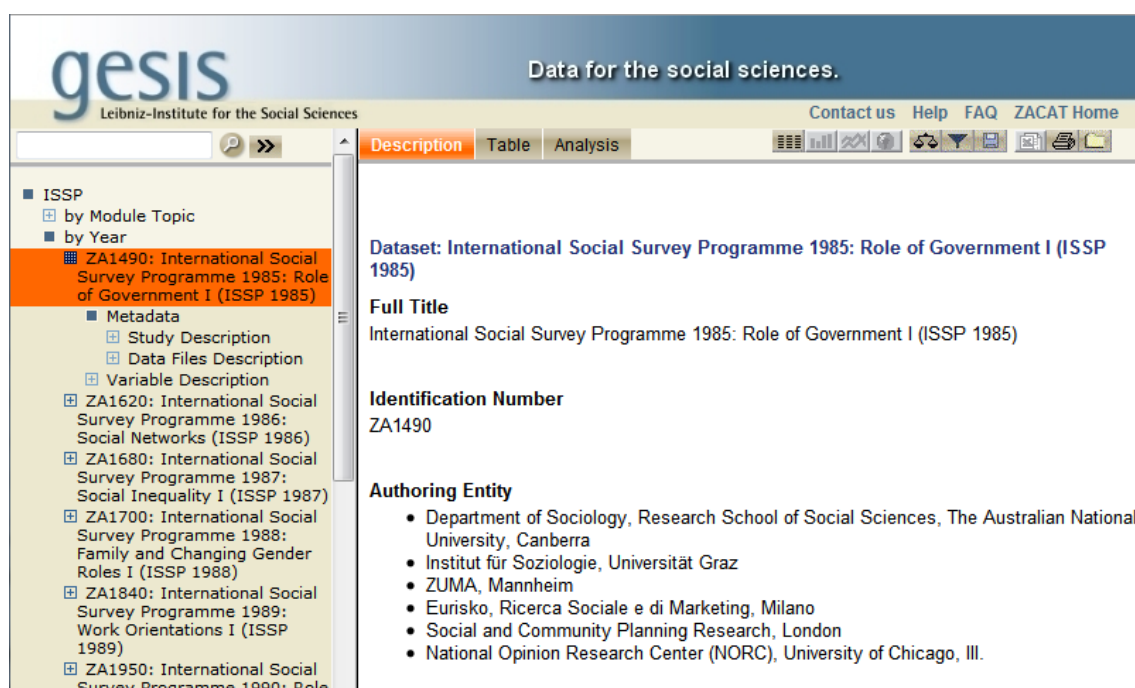 gesis
Leibniz-Institute for the Social Sciences
Data for the social sciences.
Contact us Help FAQ ZACAT Home
Description Table Analysis
ISSP
by Module Topic
by Year
ZA1490: International Social
Survey Programme 1985: Role
of Government I (ISSP 1985)
Metadata
Study Description
Data Files Description
Variable Description
ZA1620: International Social
Survey Programme 1986:
Social Networks (ISSP 1986)
ZA1680: International Social
Survey Programme 1987:
Social Inequality I (ISSP 1987)
ZA1700: International Social
Survey Programme 1988:
Family and Changing Gender
Roles I (ISSP 1988)
ZA1840: International Social
Survey Programme 1989:
Work Orientations I (ISSP
1989)
ZA1950: International Social
Survey Programme 1990: Role
Dataset: International Social Survey Programme 1985: Role of Government I (ISSP
1985)
Full Title
International Social Survey Programme 1985: Role of Government I (ISSP 1985)
Identification Number
ZA1490
Authoring Entity
• Department of Sociology, Research School of Social Sciences, The Australian National
University, Canberra
• Institut für Soziologie, Universität Graz
• ZUMA, Mannheim
• Eurisko, Ricerca Sociale e di Marketing, Milano
• Social and Community Planning Research, London
• National Opinion Research Center (NORC), University of Chicago, Ill.